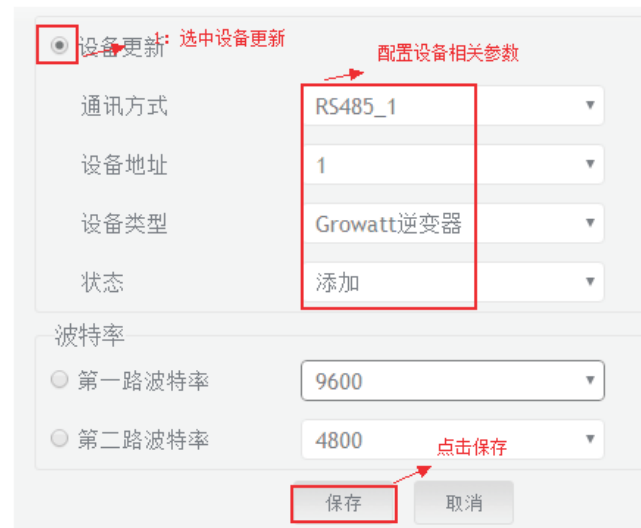 设备更新 1: 选中设备更新
配置设备相关参数
通讯方式 RS485_1
设备地址 1
设备类型 Growatt逆变器
状态 添加
波特率
第一路波特率 9600
第二路波特率 4800
点击保存
保存 取消